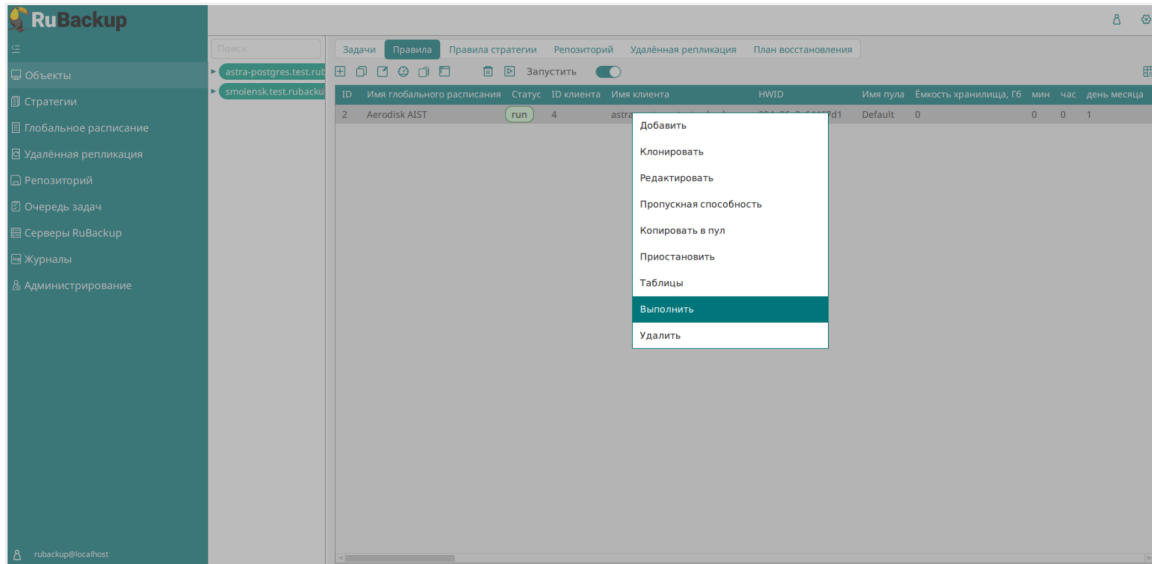 RuBackup
Объекты
Стратегии
Глобальное расписание
Удалённая репликация
Репозиторий
Очередь задач
Серверы RuBackup
Журналы
Администрирование
rubackup@localhost
Поиск
astra-postgres.test.rub
smolensk.test.rubacku
Задачи Правила Правила стратегии Репозиторий Удалённая репликация План восстановления
Запустить
ID Имя глобального расписания Статус ID клиента Имя клиента HWID Имя пула Ёмкость хранилища, Гб мин час день месяца
2 Aerodisk AIST run 4 Default 0 0 0 1
Добавить
Клонировать
Редактировать
Пропускная способность
Копировать в пул
Приостановить
Таблицы
Выполнить
Удалить